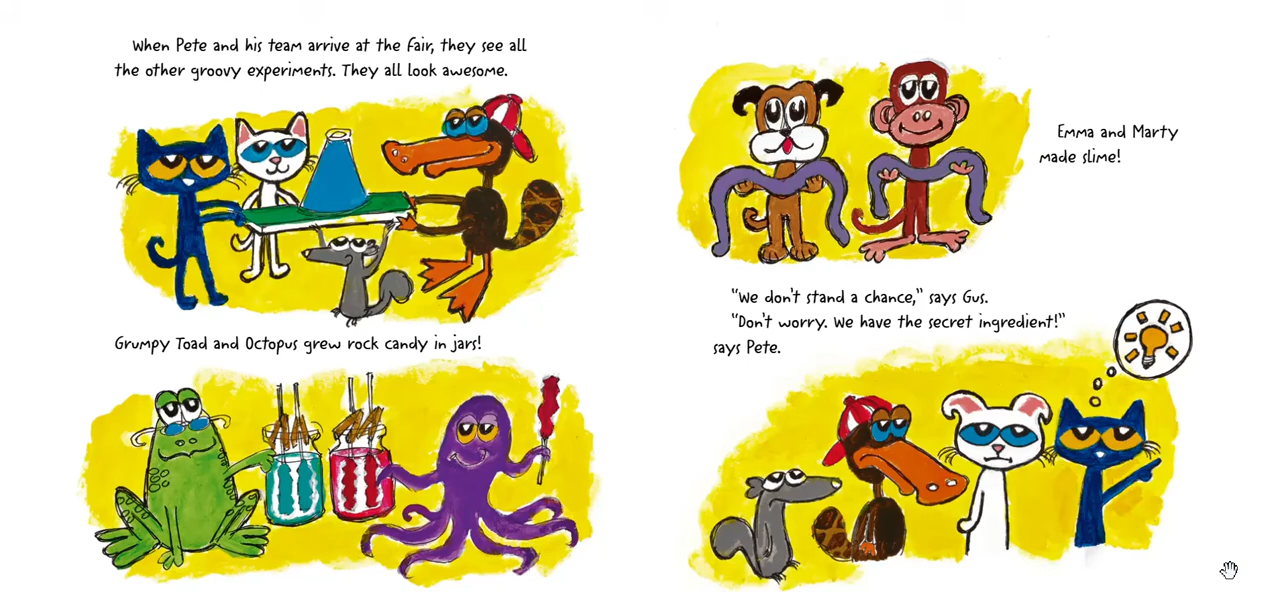 When Pete and his team arrive at the fair, they see all
the other groovy experiments. They all look awesome.
Grumpy Toad and Octopus grew rock candy in jars!
Emma and Marty
made slime!
"We don't stand a chance," says Gus.
"Don't worry. We have the secret ingredient!"
says Pete.